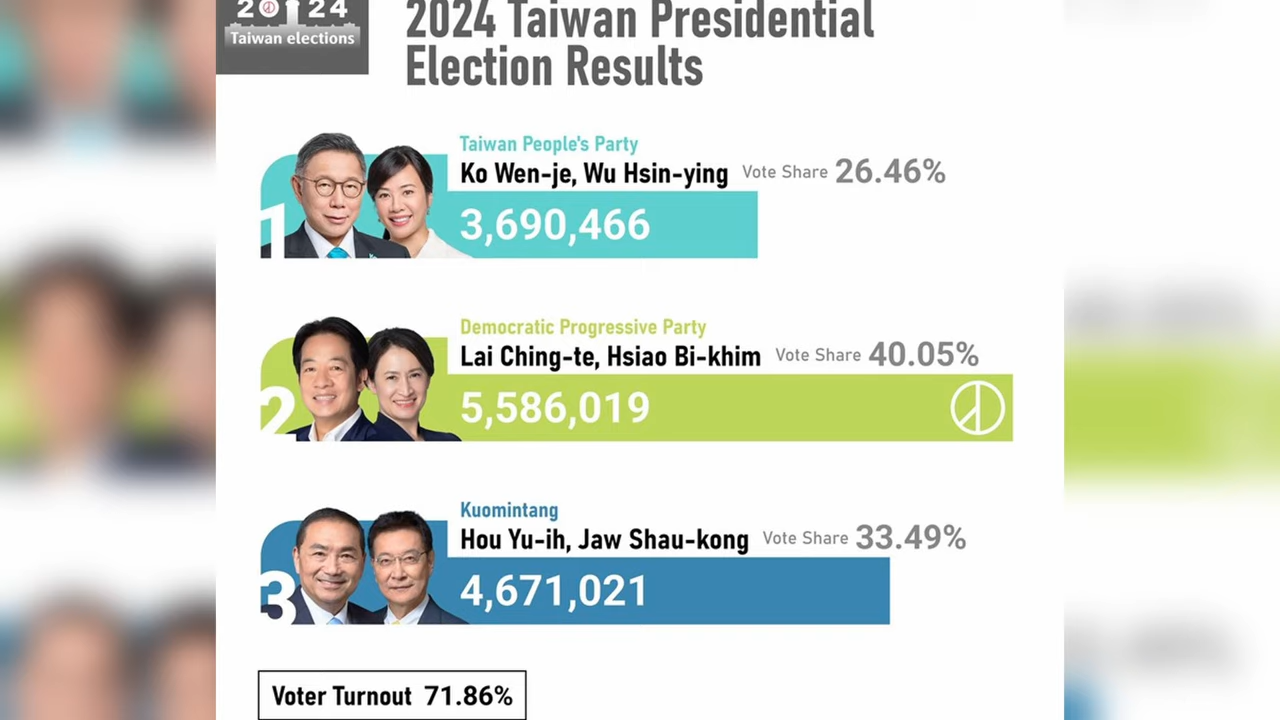 2024
Taiwan elections
2024 Taiwan Presidential
Election Results
Taiwan People's Party
Ko Wen-je, Wu Hsin-ying Vote Share 26.46%
1
3,690,466
Democratic Progressive Party
Lai Ching-te, Hsiao Bi-khim Vote Share 40.05%
2
5,586,019
Kuomintang
Hou Yu-ih, Jaw Shau-kong Vote Share 33.49%
3
4,671,021
Voter Turnout 71.86%